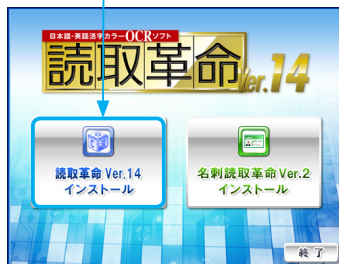 日本語・英語活字カラーOCRソフト
読取革命Ver.14
読取革命 Ver.14
インストール
名刺読取革命 Ver.2
インストール
終了